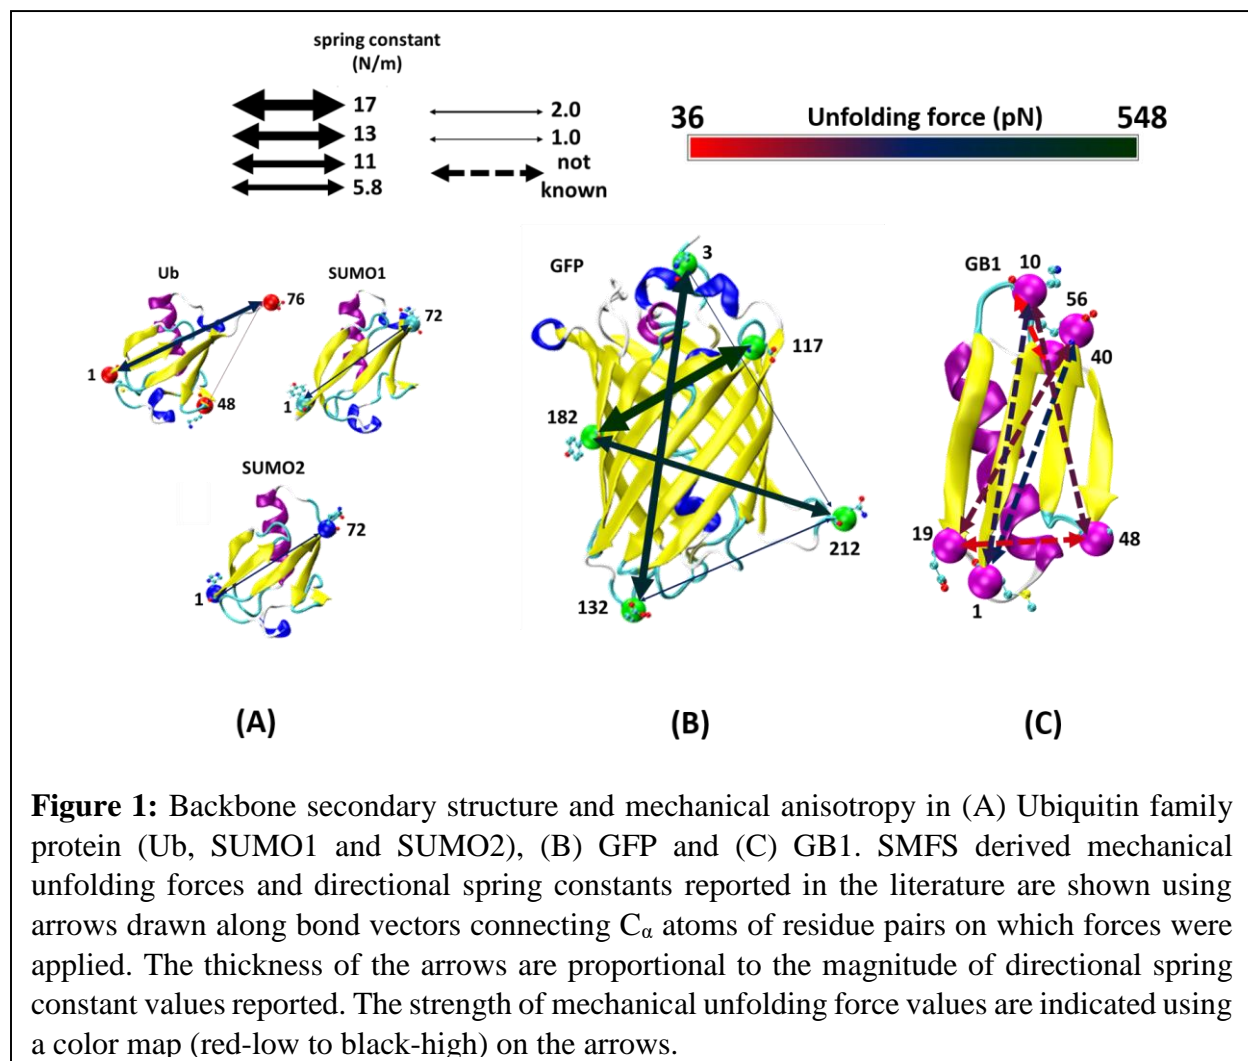 spring constant
(N/m)
17
13
11
5.8
2.0
1.0
not
known
36 Unfolding force (pN) 548
Ub
76
1
48
SUMO1
72
1
SUMO2
72
1
GFP
3
117
182
212
132
GB1
10
56
40
19
48
1
(A)
(B)
(C)
Figure 1: Backbone secondary structure and mechanical anisotropy in (A) Ubiquitin family
protein (Ub, SUMO1 and SUMO2), (B) GFP and (C) GB1. SMFS derived mechanical
unfolding forces and directional spring constants reported in the literature are shown using
arrows drawn along bond vectors connecting Cα atoms of residue pairs on which forces were
applied. The thickness of the arrows are proportional to the magnitude of directional spring
constant values reported. The strength of mechanical unfolding force values are indicated using
a color map (red-low to black-high) on the arrows.